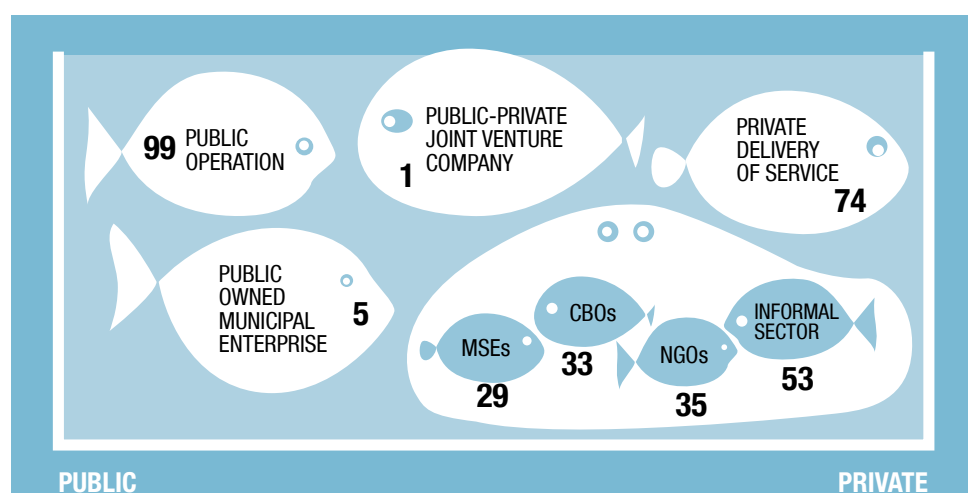 99 PUBLIC
OPERATION
PUBLIC-PRIVATE
JOINT VENTURE
COMPANY
1
PRIVATE
DELIVERY
OF SERVICE
74
PUBLIC
OWNED
MUNICIPAL
ENTERPRISE
5
MSEs
29
CBOs
33
NGOs
35
INFORMAL
SECTOR
53
PUBLIC
PRIVATE